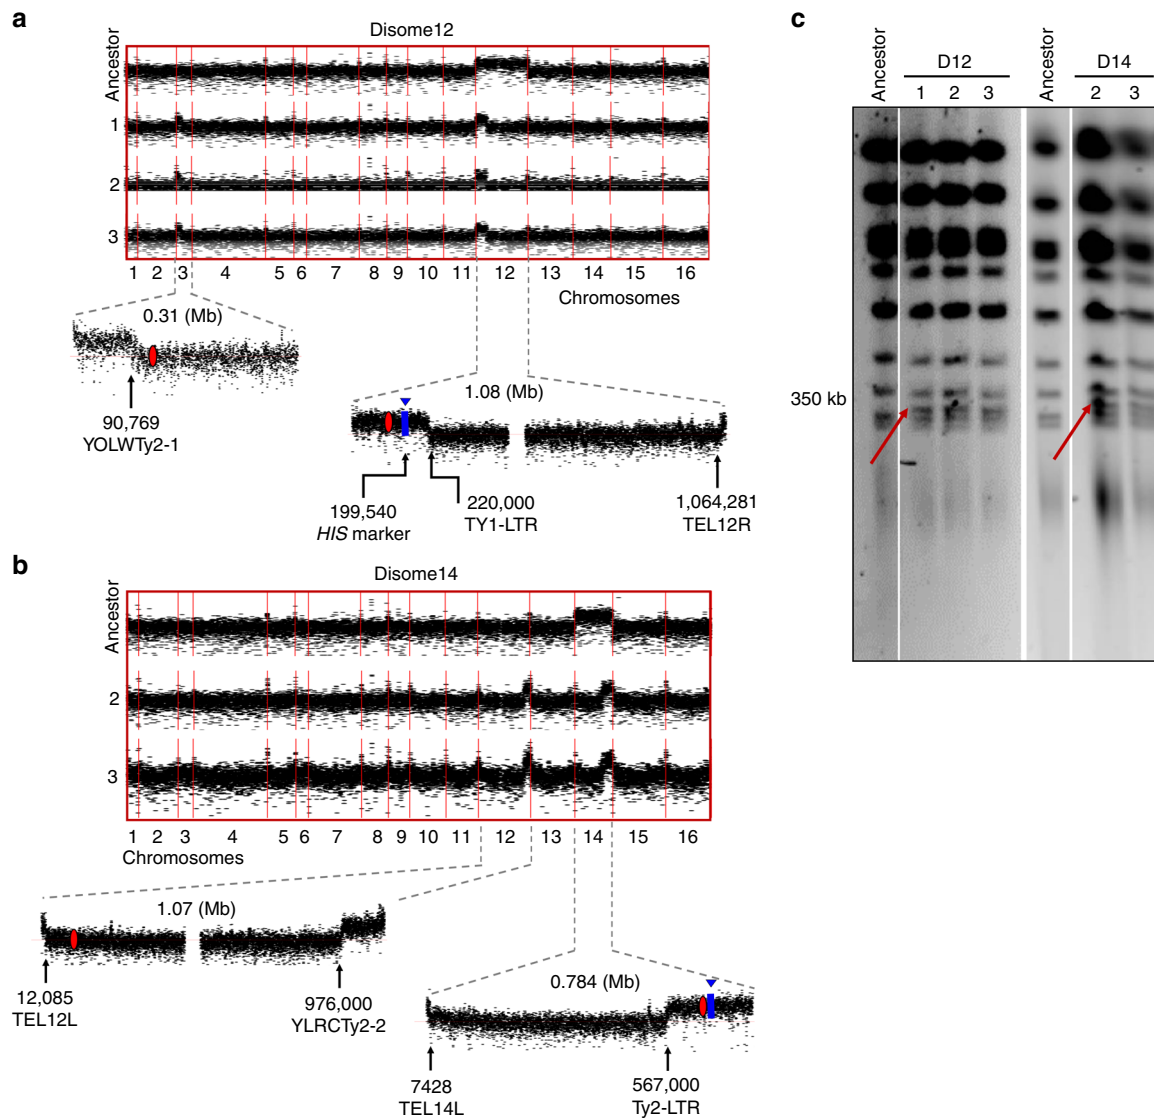 a
Disome12
Ancestor
1
2
3
1 2 3 4 5 6 7 8 9 10 11 12 13 14 15 16
Chromosomes
0.31 (Mb)
90,769
YOLWTy2-1
1.08 (Mb)
199,540
HIS marker
220,000
TY1-LTR
1,064,281
TEL12R
b
Disome14
Ancestor
2
3
1 2 3 4 5 6 7 8 9 10 11 12 13 14 15 16
Chromosomes
1.07 (Mb)
12,085
TEL12L
976,000
YLRCTy2-2
0.784 (Mb)
7428
TEL14L
567,000
Ty2-LTR
c
Ancestor
D12
1 2 3
Ancestor
D14
2 3
350 kb